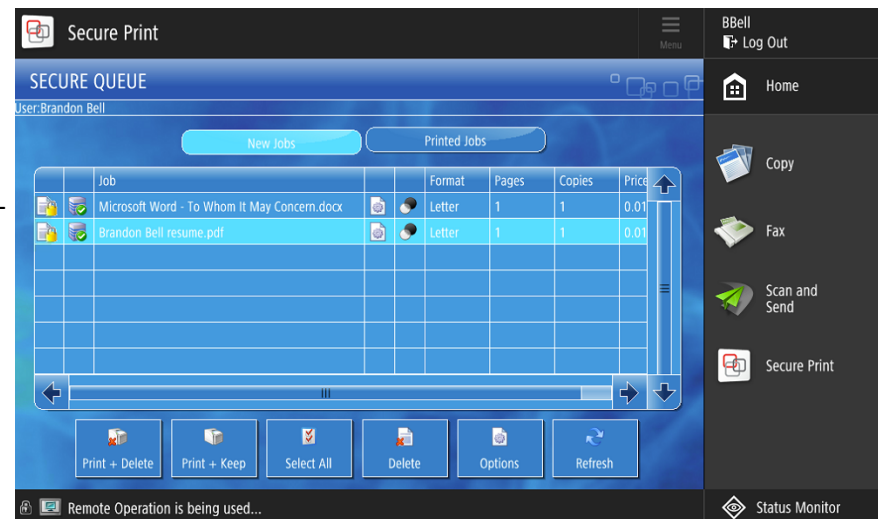 Secure Print
Menu
BBell
Log Out
SECURE QUEUE
User:Brandon Bell
Home
New Jobs
Printed Jobs
Copy
Job Format Pages Copies Price
Microsoft Word - To Whom It May Concern.docx Letter 1 1 0.01
Brandon Bell resume.pdf Letter 1 1 0.01
Fax
Scan and
Send
Secure Print
Print + Delete
Print + Keep
Select All
Delete
Options
Refresh
Remote Operation is being used...
Status Monitor